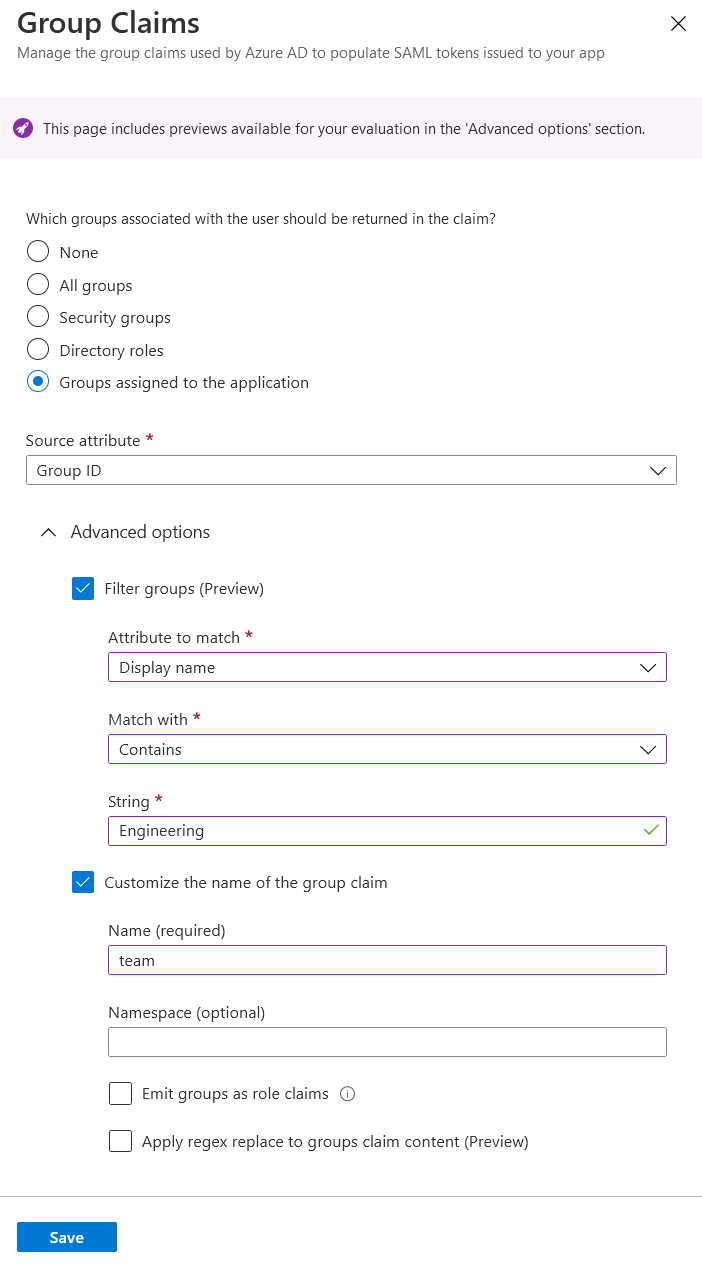 Group Claims
Manage the group claims used by Azure AD to populate SAML tokens issued to your app
This page includes previews available for your evaluation in the 'Advanced options' section.
Which groups associated with the user should be returned in the claim?
None
All groups
Security groups
Directory roles
Groups assigned to the application
Source attribute *
Group ID
Advanced options
Filter groups (Preview)
Attribute to match *
Display name
Match with *
Contains
String *
Engineering
Customize the name of the group claim
Name (required)
team
Namespace (optional)
Emit groups as role claims
Apply regex replace to groups claim content (Preview)
Save